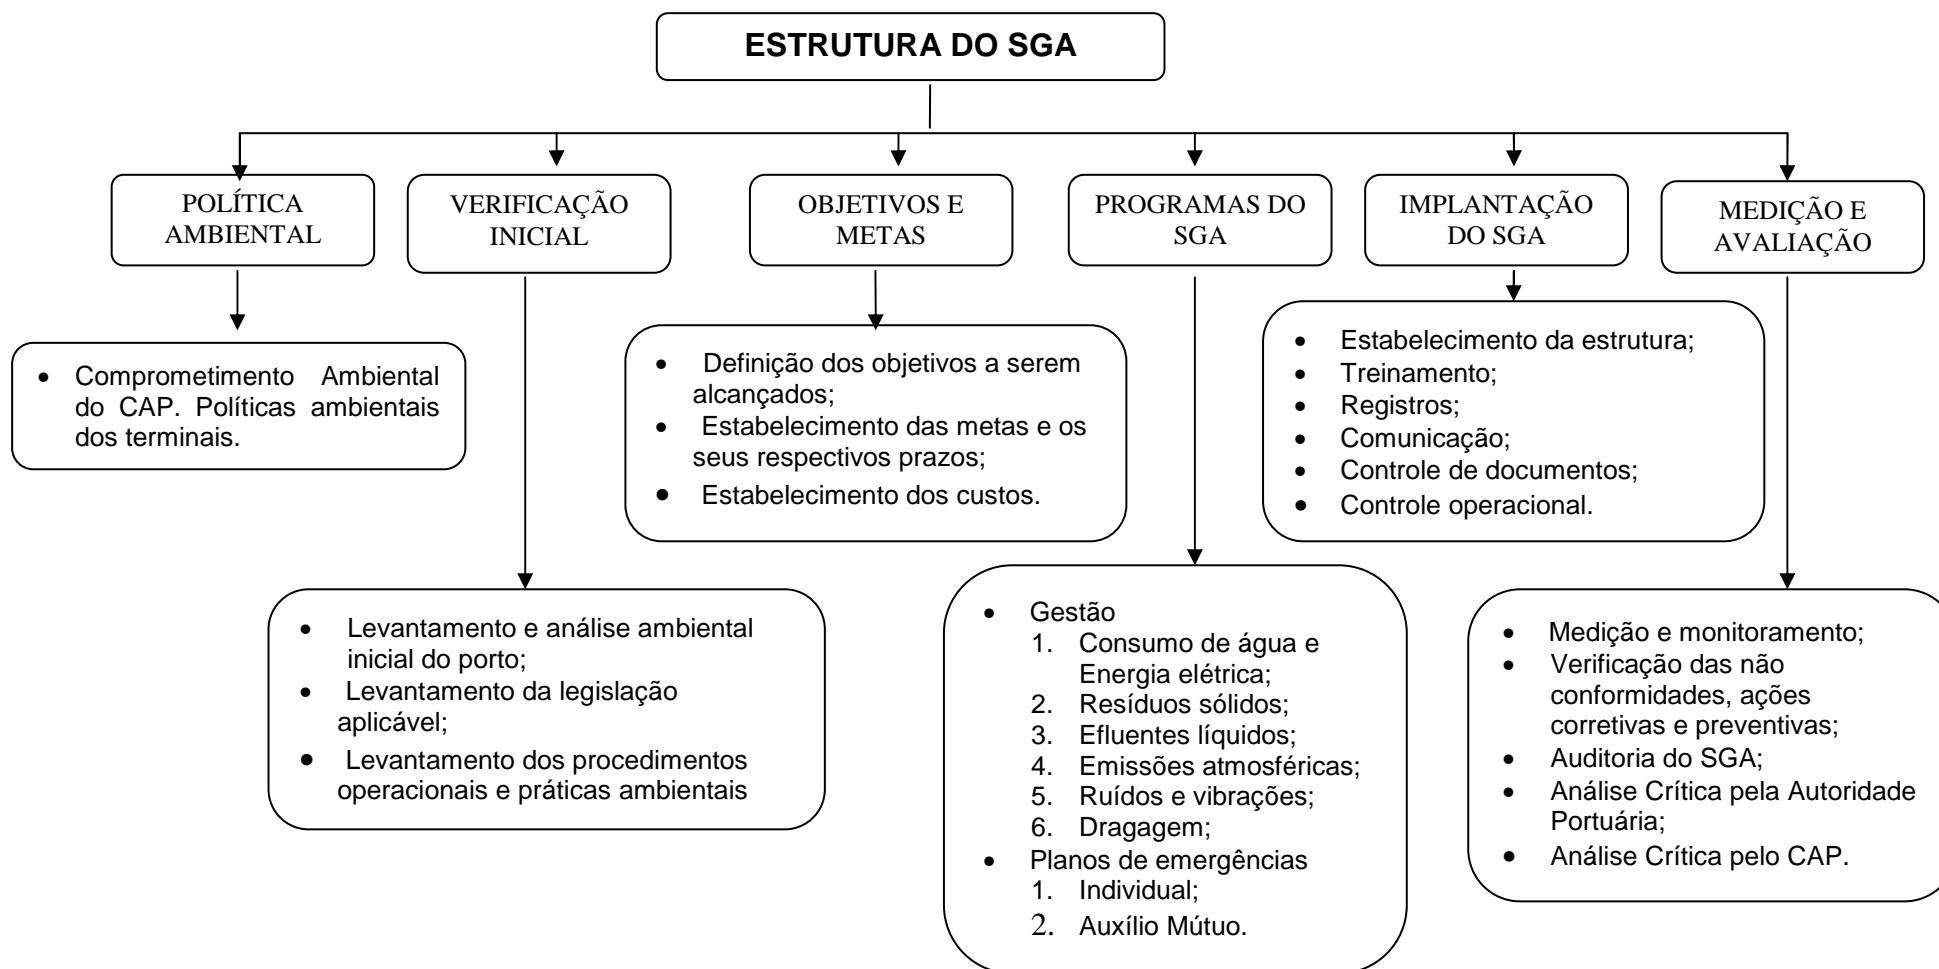 ESTRUTURA DO SGA
POLÍTICA
AMBIENTAL
VERIFICAÇÃO
INICIAL
OBJETIVOS E
METAS
PROGRAMAS DO
SGA
IMPLANTAÇÃO
DO SGA
MEDIÇÃO E
AVALIAÇÃO
• Comprometimento Ambiental
do CAP. Políticas ambientais
dos terminais.
• Levantamento e análise ambiental
inicial do porto;
• Levantamento da legislação
aplicável;
• Levantamento dos procedimentos
operacionais e práticas ambientais
• Definição dos objetivos a serem
alcançados;
• Estabelecimento das metas e os
seus respectivos prazos;
• Estabelecimento dos custos.
• Gestão
1. Consumo de água e
Energia elétrica;
2. Resíduos sólidos;
3. Efluentes líquidos;
4. Emissões atmosféricas;
5. Ruídos e vibrações;
6. Dragagem;
• Planos de emergências
1. Individual;
2. Auxílio Mútuo.
• Estabelecimento da estrutura;
• Treinamento;
• Registros;
• Comunicação;
• Controle de documentos;
• Controle operacional.
• Medição e monitoramento;
• Verificação das não
conformidades, ações
corretivas e preventivas;
• Auditoria do SGA;
• Análise Crítica pela Autoridade
Portuária;
• Análise Crítica pelo CAP.